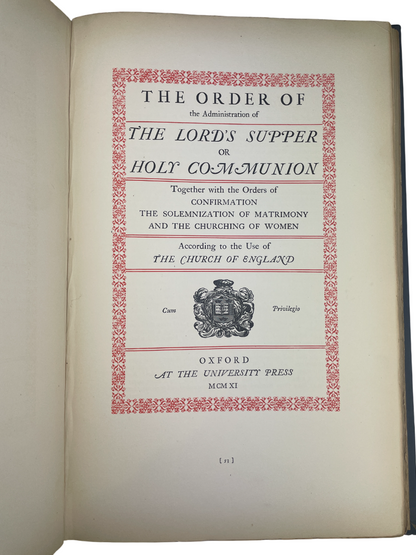 THE ORDER OF
the Administration of
THE LORD'S SUPPER
OR
HOLY COMMUNION
Together with the Orders of
CONFIRMATION
THE SOLEMNIZATION OF MATRIMONY
AND THE CHURCHING OF WOMEN
According to the Use of
THE CHURCH OF ENGLAND
Cum Privilegio
OXFORD
AT THE UNIVERSITY PRESS
MCMXI